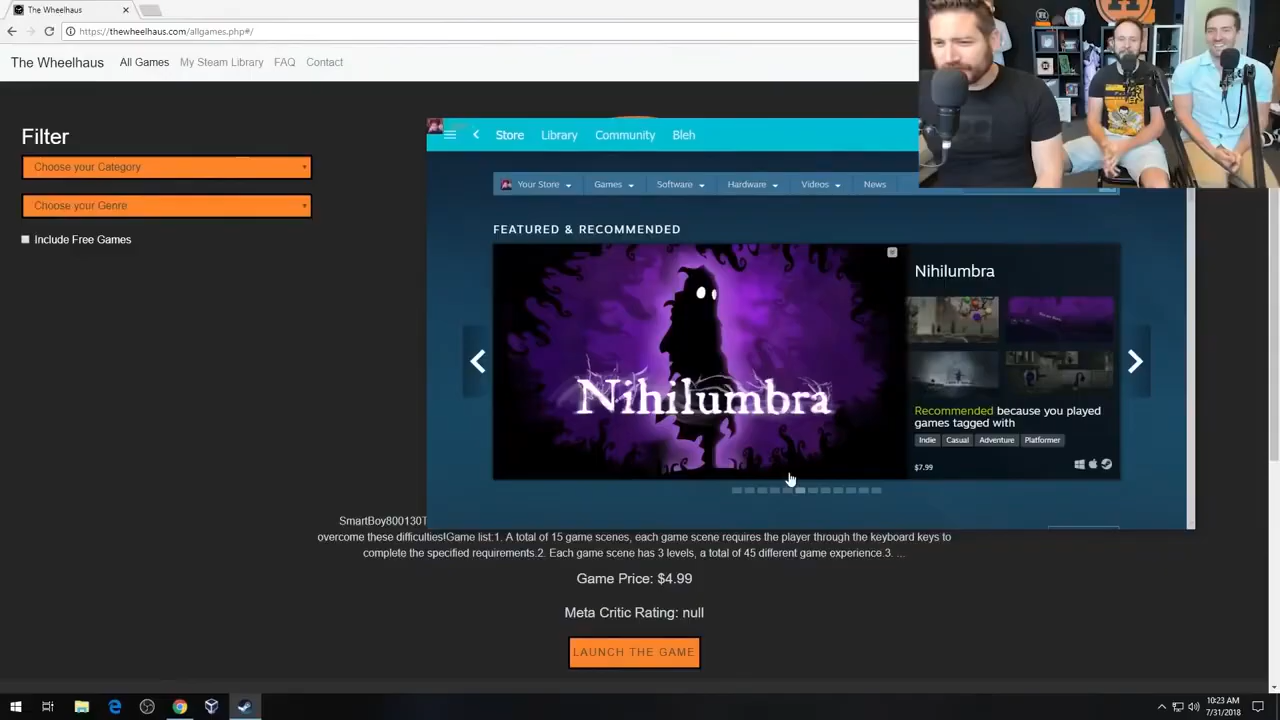 The Wheelhaus
https://thewheelhaus.com/allgames.php#/
The Wheelhaus
All Games
My Steam Library
FAQ
Contact
Filter
Choose your Category
Choose your Genre
Include Free Games
Store
Library
Community
Bleh
Your Store
Games
Software
Hardware
Videos
News
FEATURED & RECOMMENDED
Nihilumbra
Nihilumbra
Recommended because you played
games tagged with
Indie
Casual
Adventure
Platformer
$7.99
SmartBoy800130T
overcome these difficulties!Game list:1. A total of 15 game scenes, each game scene requires the player through the keyboard keys to
complete the specified requirements.2. Each game scene has 3 levels, a total of 45 different game experience.3. ...
Game Price: $4.99
Meta Critic Rating: null
LAUNCH THE GAME
10:23 AM
7/31/2018